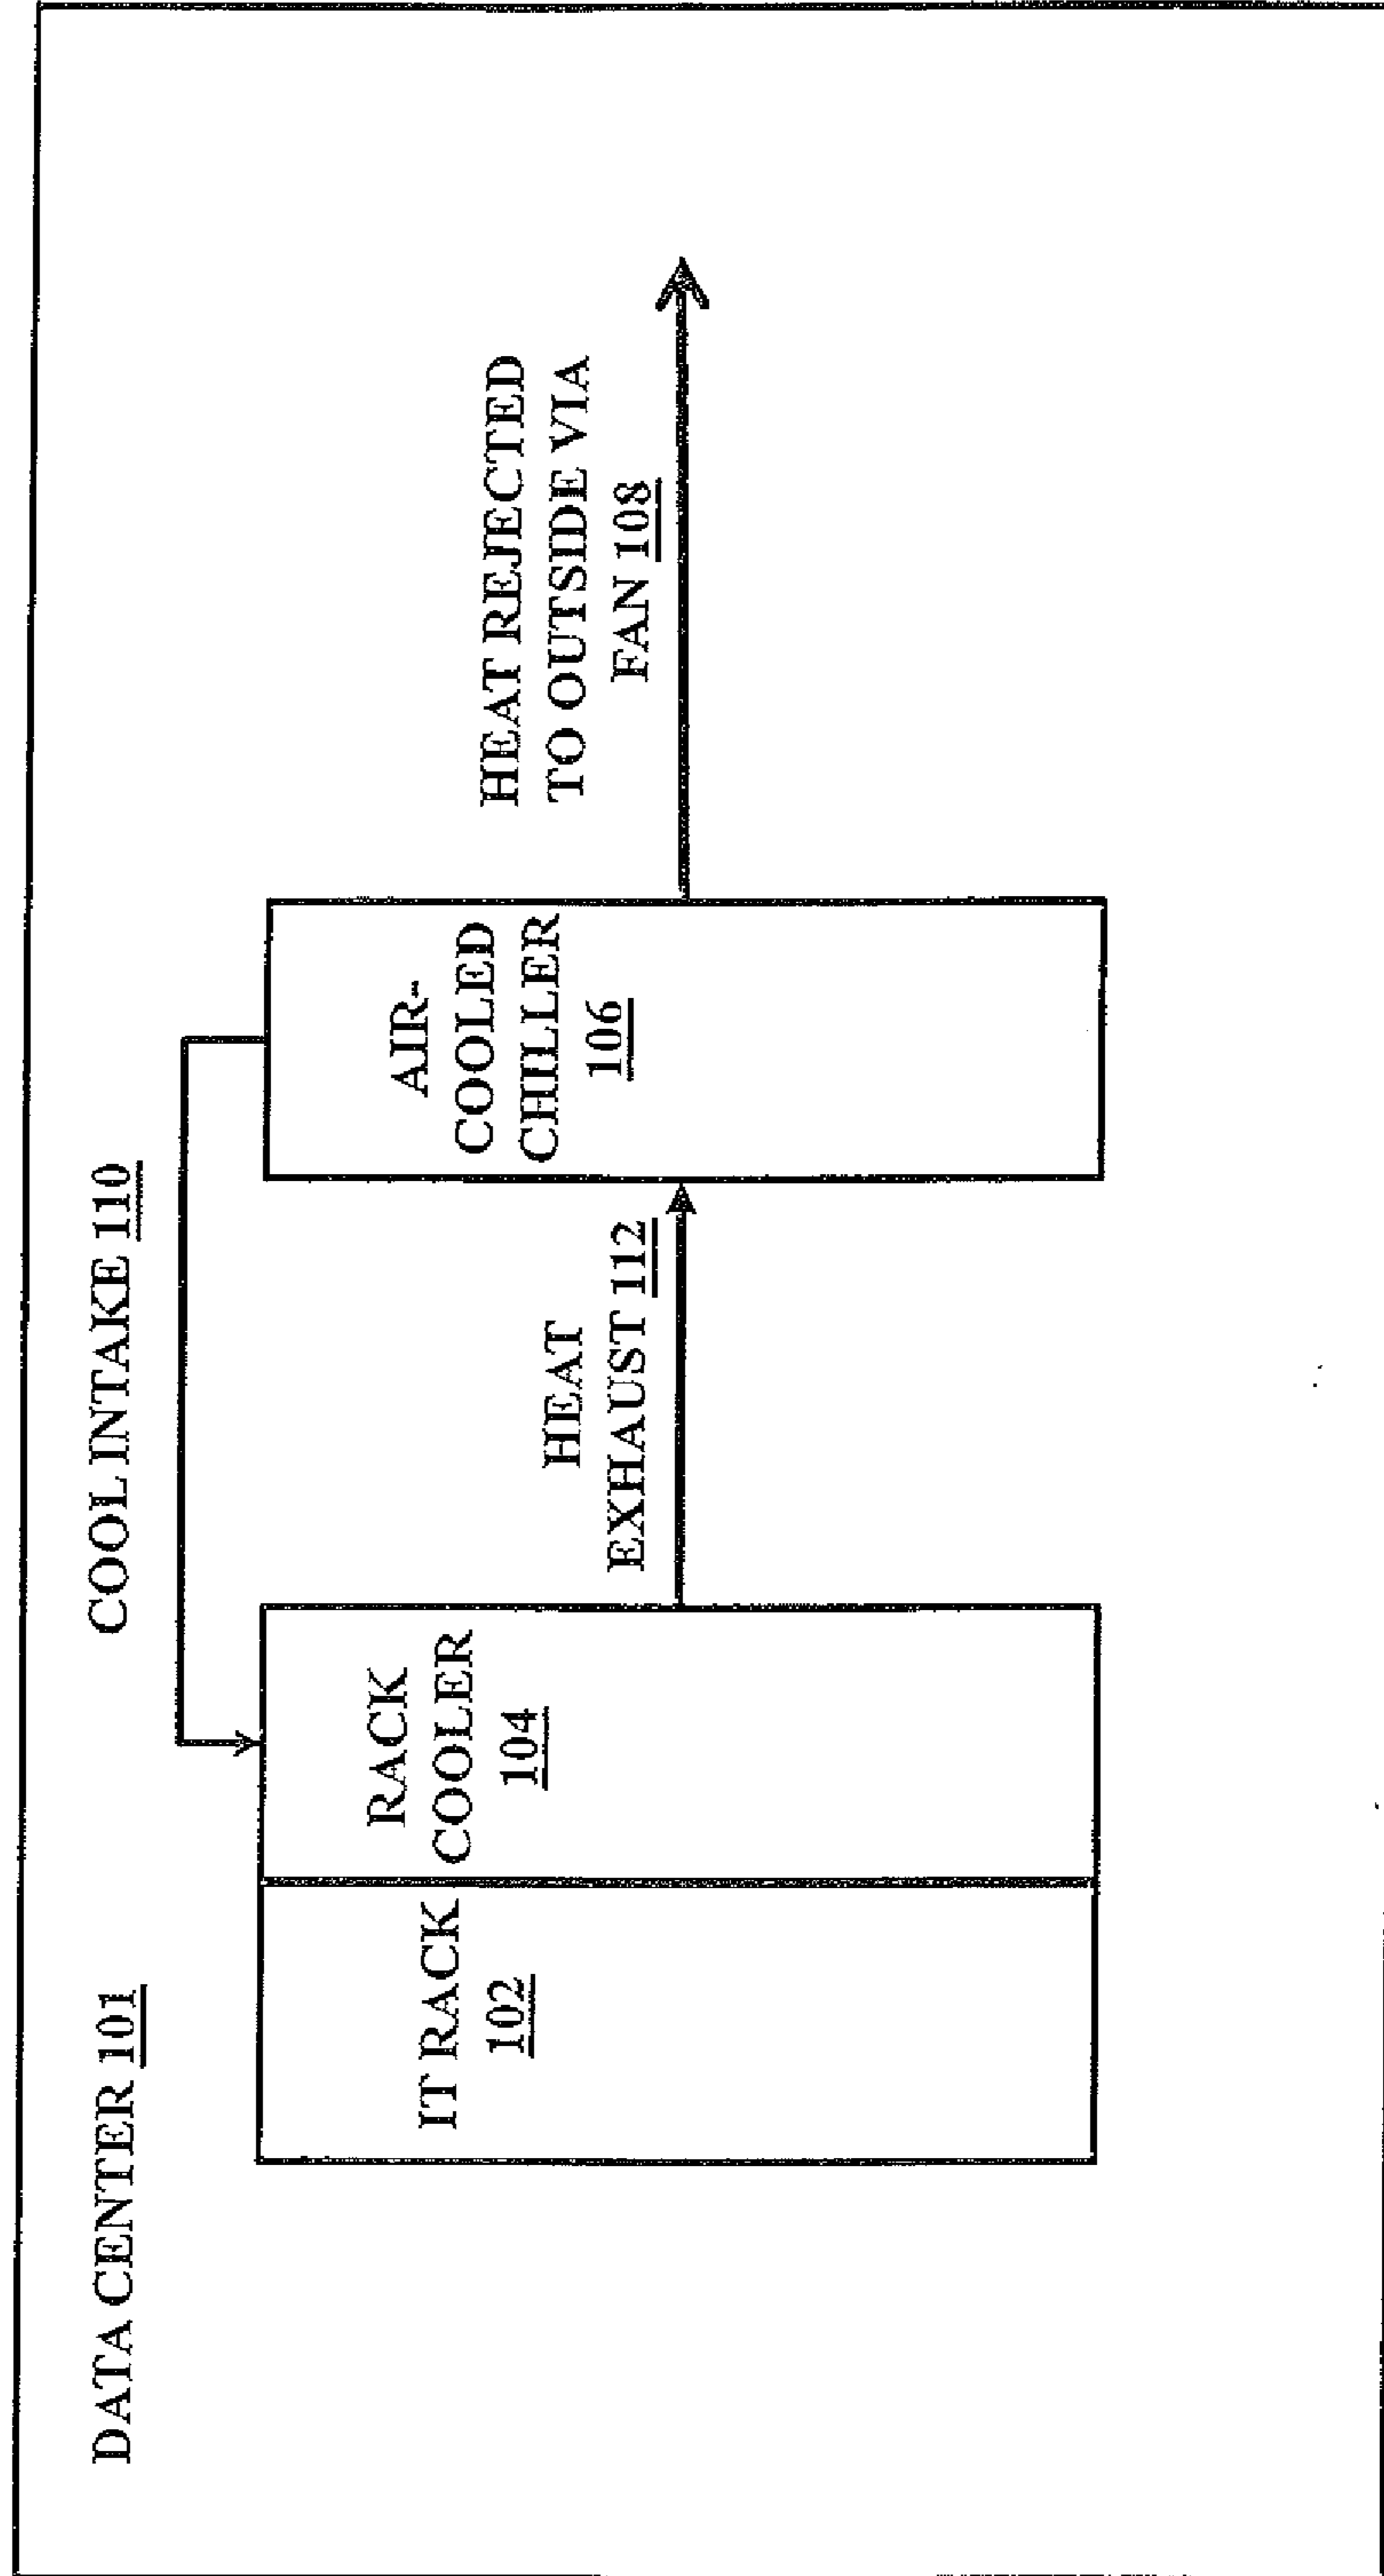 DATA CENTER 101
COOL INTAKE 110
IT RACK
102
RACK
COOLER
104
HEAT
EXHAUST 112
AIR-
COOLED
CHILLER
106
HEAT REJECTED
TO OUTSIDE VIA
FAN 108